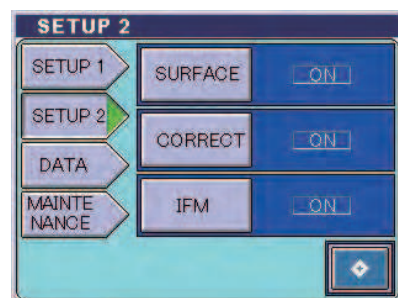 SETUP 2
SETUP 1
SURFACE
ON
SETUP 2
CORRECT
ON
DATA
MAINTE
NANCE
IFM
ON